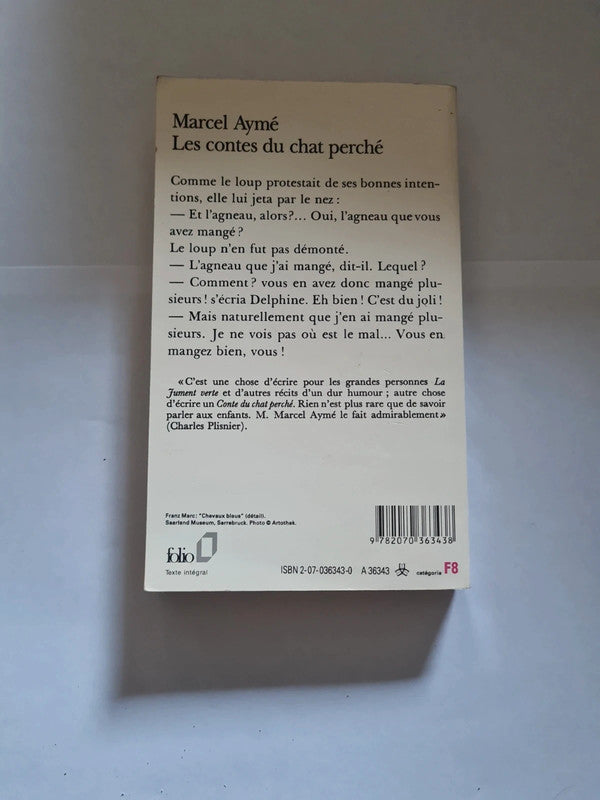 Marcel Aymé
Les contes du chat perché
Comme le loup protestait de ses bonnes inten-
tions, elle lui jeta par le nez :
— Et l'agneau, alors?... Oui, l'agneau que vous
avez mangé ?
Le loup n'en fut pas démonté.
— L'agneau que j'ai mangé, dit-il. Lequel ?
— Comment ? vous en avez donc mangé plu-
sieurs ! s'écria Delphine. Eh bien ! C'est du joli !
— Mais naturellement que j'en ai mangé plu-
sieurs. Je ne vois pas où est le mal... Vous en
mangez bien, vous !
« C'est une chose d'écrire pour les grandes personnes La
Jument verte et d'autres récits d'un dur humour ; autre chose
d'écrire un Conte du chat perché. Rien n'est plus rare que de savoir
parler aux enfants. M. Marcel Aymé le fait admirablement »
(Charles Plisnier).
Franz Marc : "Chevaux bleus" (détail).
Saarland Museum, Sarrebruck. Photo © Artothek.
9 782070 363438
folio
Texte intégral
ISBN 2-07-036343-0 A 36343 catégorie F8